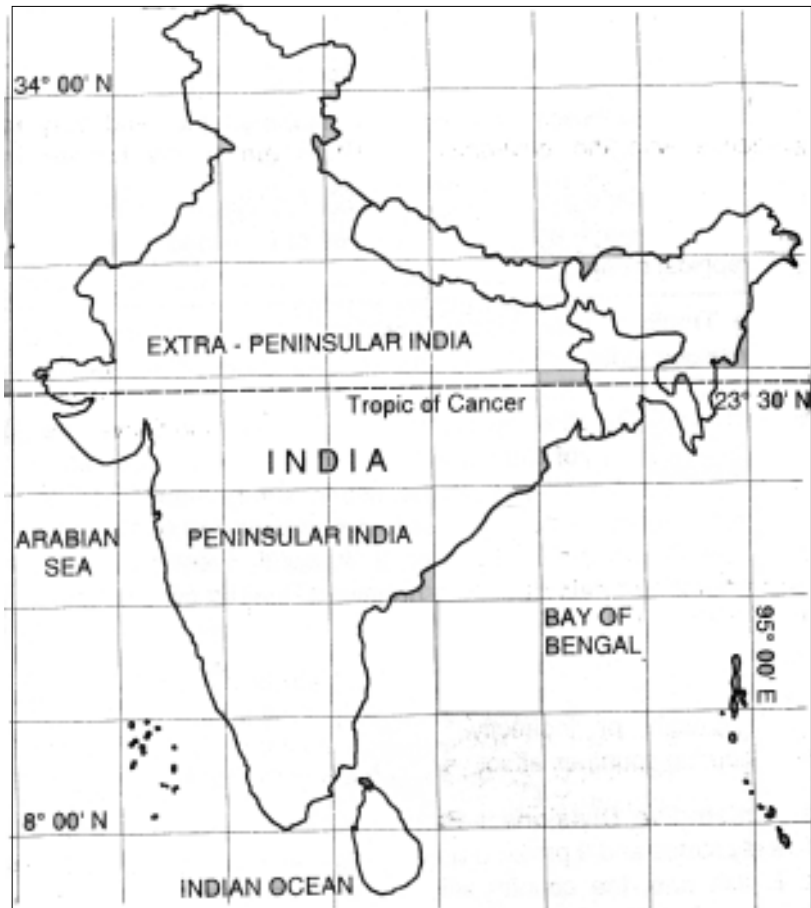 34° 00' N
EXTRA - PENINSULAR INDIA
Tropic of Cancer
23° 30' N
INDIA
ARABIAN
SEA
PENINSULAR INDIA
BAY OF
BENGAL
95° 00' E
8° 00' N
INDIAN OCEAN